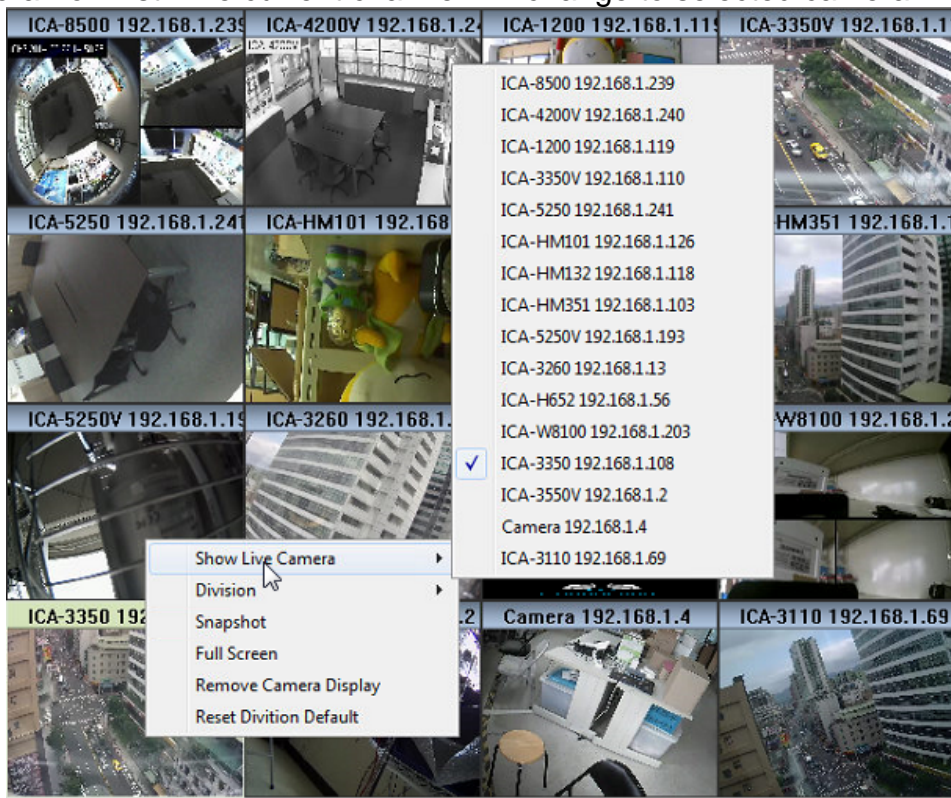 ICA-8500 192.168.1.239
ICA-4200V 192.168.1.24
ICA-1200 192.168.1.119
ICA-3350V 192.168.1.1
ICA-4200V
ICA-8500 192.168.1.239
ICA-4200V 192.168.1.240
ICA-1200 192.168.1.119
ICA-3350V 192.168.1.110
ICA-5250 192.168.1.241
ICA-HM101 192.168.1.126
ICA-HM132 192.168.1.118
ICA-HM351 192.168.1.103
ICA-5250V 192.168.1.193
ICA-3260 192.168.1.13
ICA-H652 192.168.1.56
ICA-W8100 192.168.1.203
ICA-3350 192.168.1.108
ICA-3550V 192.168.1.2
Camera 192.168.1.4
ICA-3110 192.168.1.69
ICA-5250 192.168.1.241
ICA-HM101 192.168
HM351 192.168.1.1
ICA-5250V 192.168.1.19
ICA-3260 192.168.1.
W8100 192.168.1.2
Show Live Camera
Division
Snapshot
Full Screen
Remove Camera Display
Reset Divition Default
ICA-3350 192
.2
Camera 192.168.1.4
ICA-3110 192.168.1.69